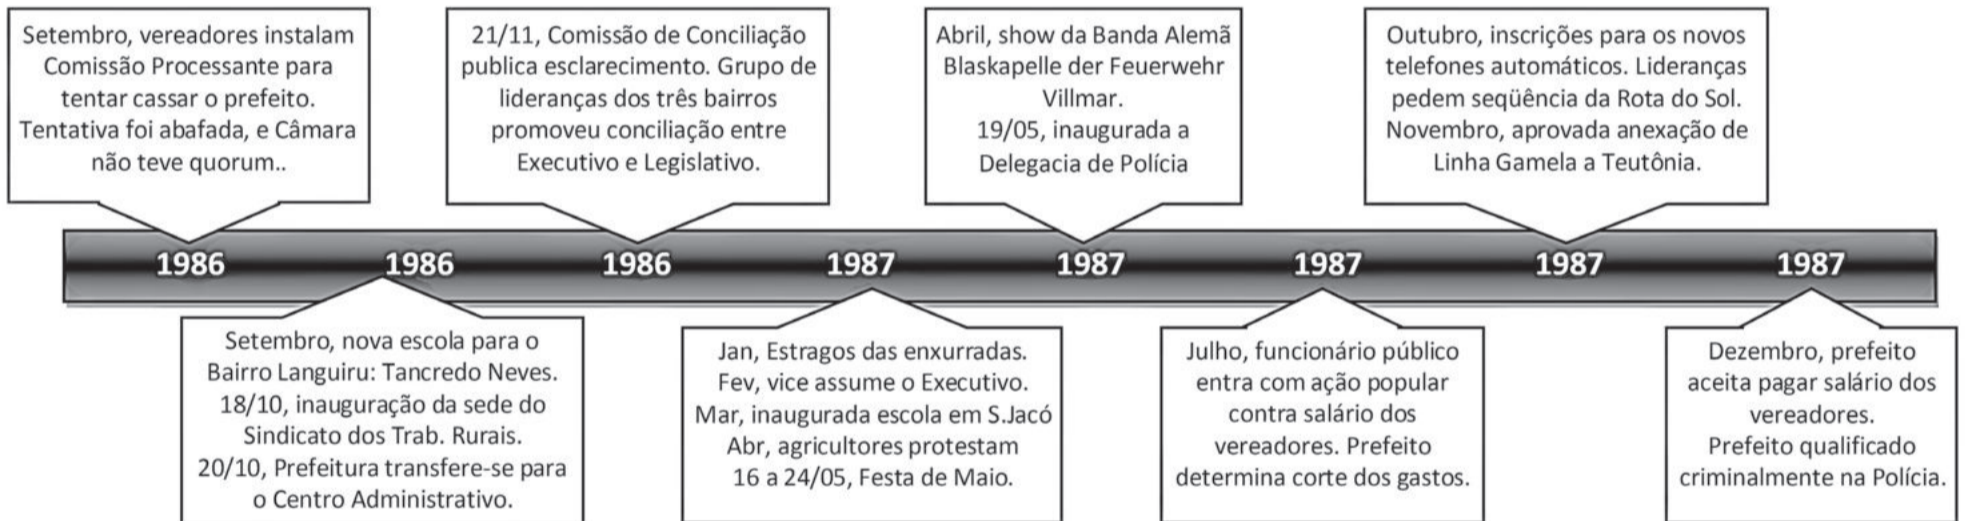 Setembro, vereadores instalam
Comissão Processante para
tentar cassar o prefeito.
Tentativa foi abafada, e Câmara
não teve quorum..
21/11, Comissão de Conciliação
publica esclarecimento. Grupo de
lideranças dos três bairros
promoveu conciliação entre
Executivo e Legislativo.
Abril, show da Banda Alemã
Blaskapelle der Feuerwehr
Villmar.
19/05, inaugurada a
Delegacia de Polícia
Outubro, inscrições para os novos
telefones automáticos. Lideranças
pedem seqüência da Rota do Sol.
Novembro, aprovada anexação de
Linha Gamela a Teutônia.
1986 1986 1986 1987 1987 1987 1987 1987
Setembro, nova escola para o
Bairro Languiru: Tancredo Neves.
18/10, inauguração da sede do
Sindicato dos Trab. Rurais.
20/10, Prefeitura transfere-se para
o Centro Administrativo.
Jan, Estragos das enxurradas.
Fev, vice assume o Executivo.
Mar, inaugurada escola em S.Jacó
Abr, agricultores protestam
16 a 24/05, Festa de Maio.
Julho, funcionário público
entra com ação popular
contra salário dos
vereadores. Prefeito
determina corte dos gastos.
Dezembro, prefeito
aceita pagar salário dos
vereadores.
Prefeito qualificado
criminalmente na Polícia.